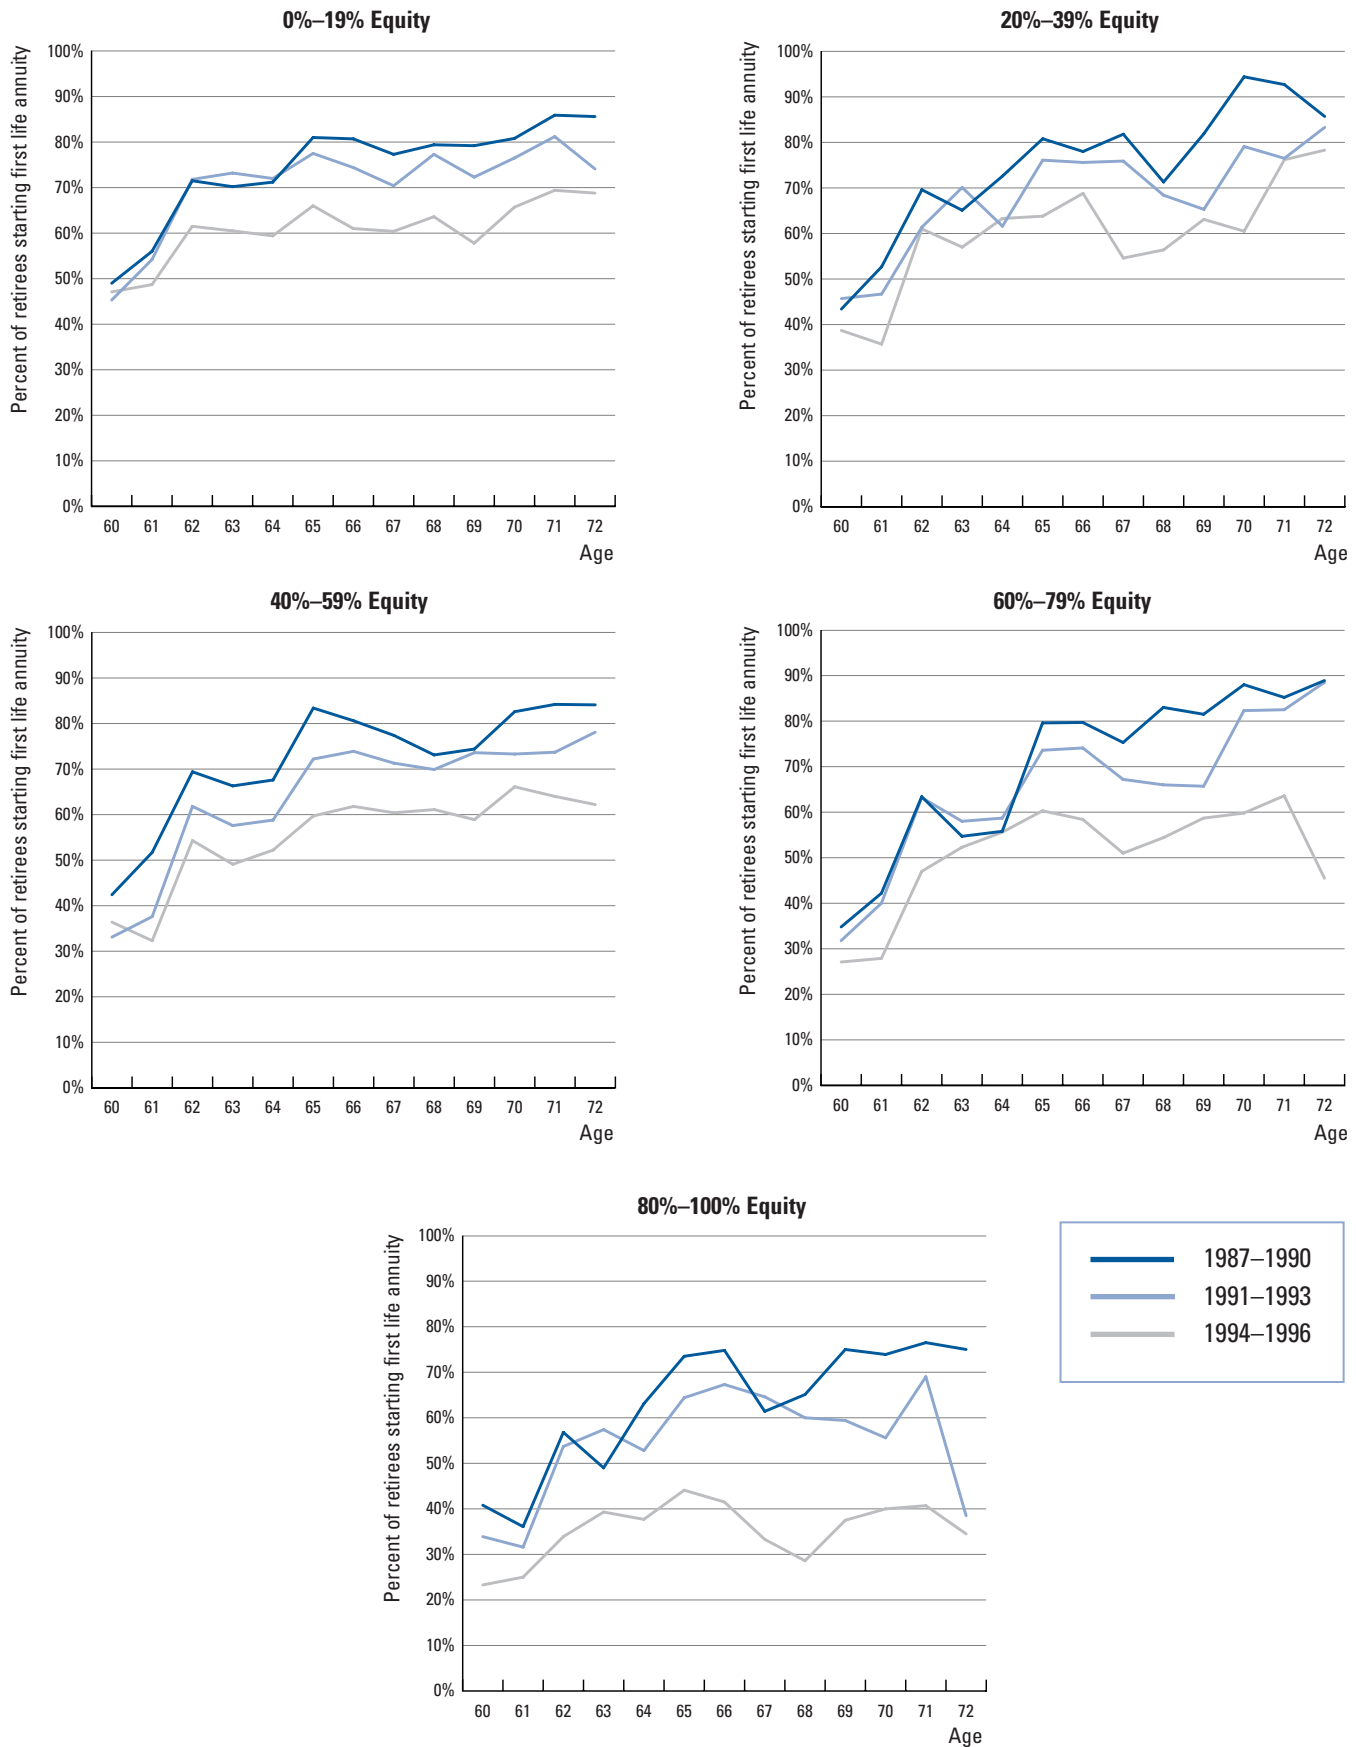 0%–19% Equity
Percent of retirees starting first life annuity
100%
90%
80%
70%
60%
50%
40%
30%
20%
10%
0%
60 61 62 63 64 65 66 67 68 69 70 71 72
Age
20%–39% Equity
Percent of retirees starting first life annuity
100%
90%
80%
70%
60%
50%
40%
30%
20%
10%
0%
60 61 62 63 64 65 66 67 68 69 70 71 72
Age
40%–59% Equity
Percent of retirees starting first life annuity
100%
90%
80%
70%
60%
50%
40%
30%
20%
10%
0%
60 61 62 63 64 65 66 67 68 69 70 71 72
Age
60%–79% Equity
Percent of retirees starting first life annuity
100%
90%
80%
70%
60%
50%
40%
30%
20%
10%
0%
60 61 62 63 64 65 66 67 68 69 70 71 72
Age
80%–100% Equity
Percent of retirees starting first life annuity
100%
90%
80%
70%
60%
50%
40%
30%
20%
10%
0%
60 61 62 63 64 65 66 67 68 69 70 71 72
Age
1987–1990
1991–1993
1994–1996